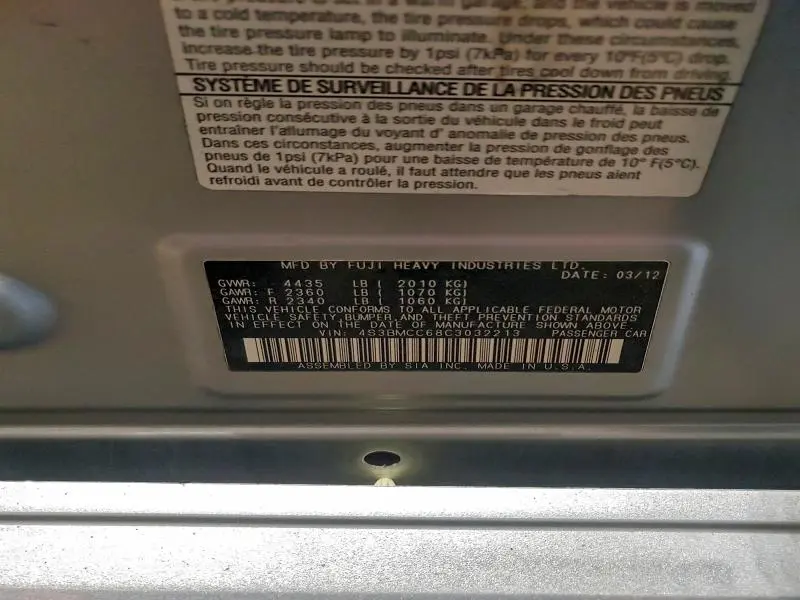 and the vehicle is moved
to a cold temperature, the tire pressure drops, which could cause
the tire pressure lamp to illuminate. Under these circumstances,
increase the tire pressure by 1psi (7kPa) for every 10°F(5°C) drop.
Tire pressure should be checked after tires cool down from driving.
SYSTÈME DE SURVEILLANCE DE LA PRESSION DES PNEUS
Si on règle la pression des pneus dans un garage chauffé, la baisse de
pression consécutive à la sortie du véhicule dans le froid peut
entraîner l'allumage du voyant d' anomalie de pression des pneus.
Dans ces circonstances, augmenter la pression de gonflage des
pneus de 1psi (7kPa) pour une baisse de température de 10° F(5°C).
Quand le véhicule a roulé, il faut attendre que les pneus aient
refroidi avant de contrôler la pression.
MFD BY FUJI HEAVY INDUSTRIES LTD.
DATE: 03/12
GVWR: 4435 LB ( 2010 KG)
GAWR: F 2360 LB ( 1070 KG)
GAWR: R 2340 LB ( 1060 KG)
THIS VEHICLE CONFORMS TO ALL APPLICABLE FEDERAL MOTOR
VEHICLE SAFETY,BUMPER,AND THEFT PREVENTION STANDARDS
IN EFFECT ON THE DATE OF MANUFACTURE SHOWN ABOVE.
VIN: 4S3BMCC68C3032213 PASSENGER CAR
ASSEMBLED BY SIA INC. MADE IN U.S.A.